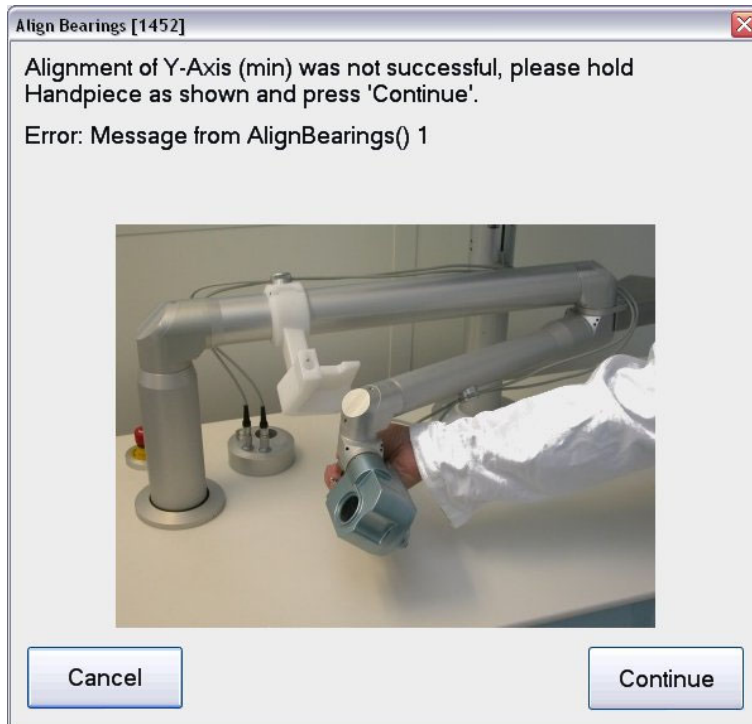 Align Bearings [1452]
Alignment of Y-Axis (min) was not successful, please hold
Handpiece as shown and press 'Continue'.
Error: Message from AlignBearings() 1
Cancel
Continue